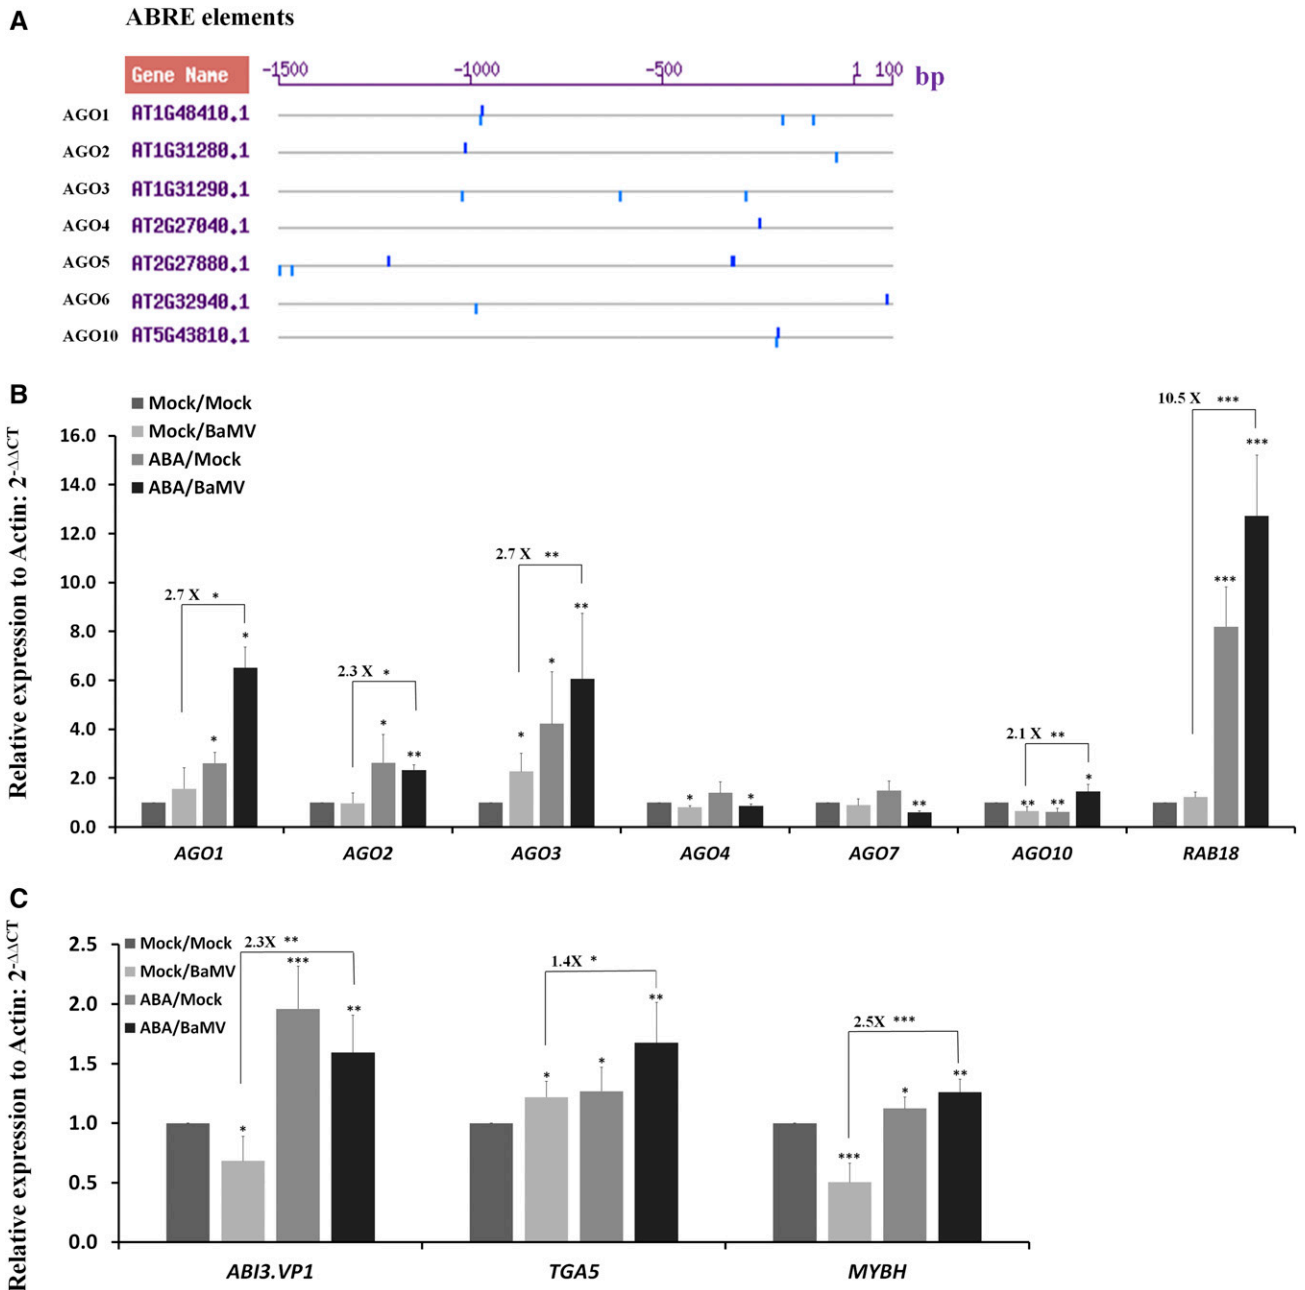 A
ABRE elements
Gene Name
-1500 -1000 -500 1 100 bp
AGO1 AT1G48410.1
AGO2 AT1G31280.1
AGO3 AT1G31290.1
AGO4 AT2G27040.1
AGO5 AT2G27880.1
AGO6 AT2G32940.1
AGO10 AT5G43810.1
B
Relative expression to Actin: 2-ΔΔCT
Mock/Mock
Mock/BaMV
ABA/Mock
ABA/BaMV
16.0
14.0
12.0
10.0
8.0
6.0
4.0
2.0
0.0
2.7 X *
*
*
2.3 X *
*
**
2.7 X **
*
*
**
*
*
**
2.1 X **
**
**
*
10.5 X ***
***
***
AGO1 AGO2 AGO3 AGO4 AGO7 AGO10 RAB18
C
Relative expression to Actin: 2-ΔΔCT
Mock/Mock
Mock/BaMV
ABA/Mock
ABA/BaMV
2.5
2.0
1.5
1.0
0.5
0.0
2.3X **
*
***
**
1.4X *
*
*
**
2.5X ***
***
*
**
ABI3.VP1 TGA5 MYBH